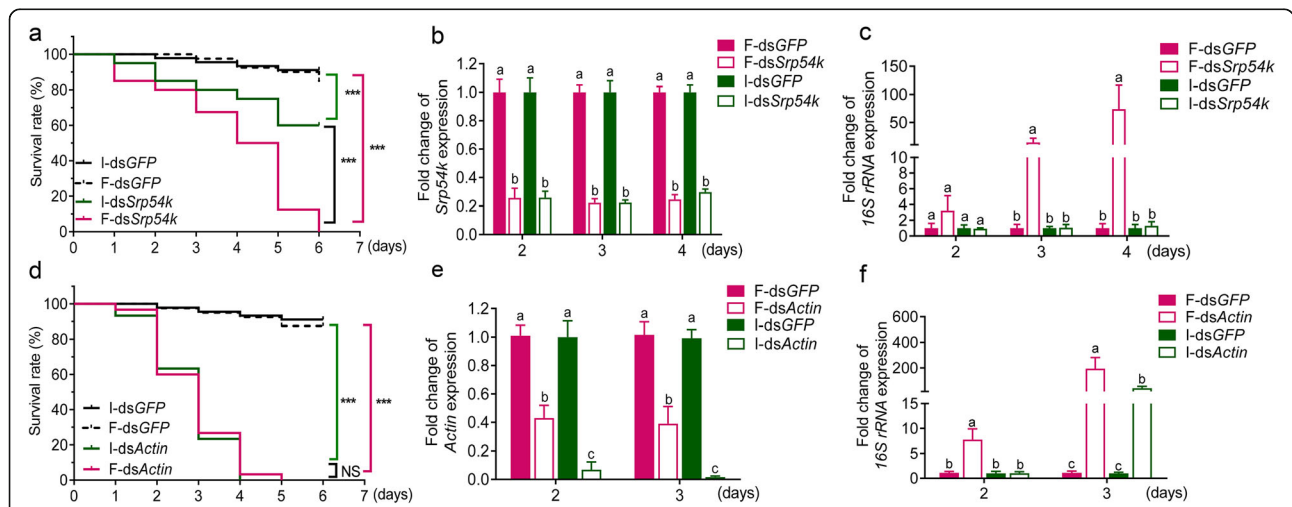 a
Survival rate (%)
100
80
60
40
20
0
0 1 2 3 4 5 6 7 (days)
I-dsGFP
F-dsGFP
I-dsSrp54k
F-dsSrp54k
***
***
***
b
Fold change of
Srp54k expression
1.2
1.0
0.8
0.6
0.4
0.2
0.0
a a a a a a
b b b b b b
2 3 4 (days)
F-dsGFP
F-dsSrp54k
I-dsGFP
I-dsSrp54k
c
Fold change of
16S rRNA expression
150
100
50
10
8
6
4
2
0
a a a a
b a b b
b a b b
2 3 4 (days)
F-dsGFP
F-dsSrp54k
I-dsGFP
I-dsSrp54k
d
Survival rate (%)
100
80
60
40
20
0
0 1 2 3 4 5 6 7 (days)
I-dsGFP
F-dsGFP
I-dsActin
F-dsActin
***
***
NS
e
Fold change of
Actin expression
1.2
1.0
0.8
0.6
0.4
0.2
0.0
a b a c
a b a c
2 3 (days)
F-dsGFP
F-dsActin
I-dsGFP
I-dsActin
f
Fold change of
16S rRNA expression
600
200
15
10
5
0
b a b b
c a c b
2 3 (days)
F-dsGFP
F-dsActin
I-dsGFP
I-dsActin